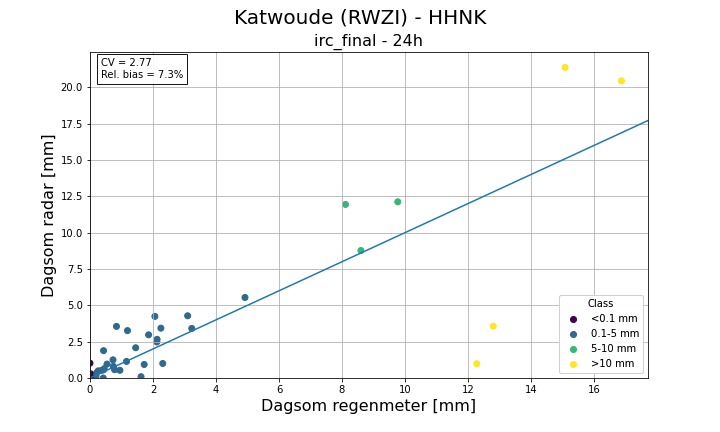 Katwoude (RWZI) - HHNK
irc_final - 24h
CV = 2.77
Rel. bias = 7.3%
Dagsom radar [mm]
20.0
17.5
15.0
12.5
10.0
7.5
5.0
2.5
0.0
Class
<0.1 mm
0.1-5 mm
5-10 mm
>10 mm
0 2 4 6 8 10 12 14 16
Dagsom regenmeter [mm]